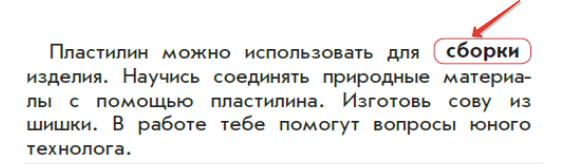 Пластилин можно использовать для сборки
изделия. Научись соединять природные материа-
лы с помощью пластилина. Изготовь сову из
шишки. В работе тебе помогут вопросы юного
технолога.